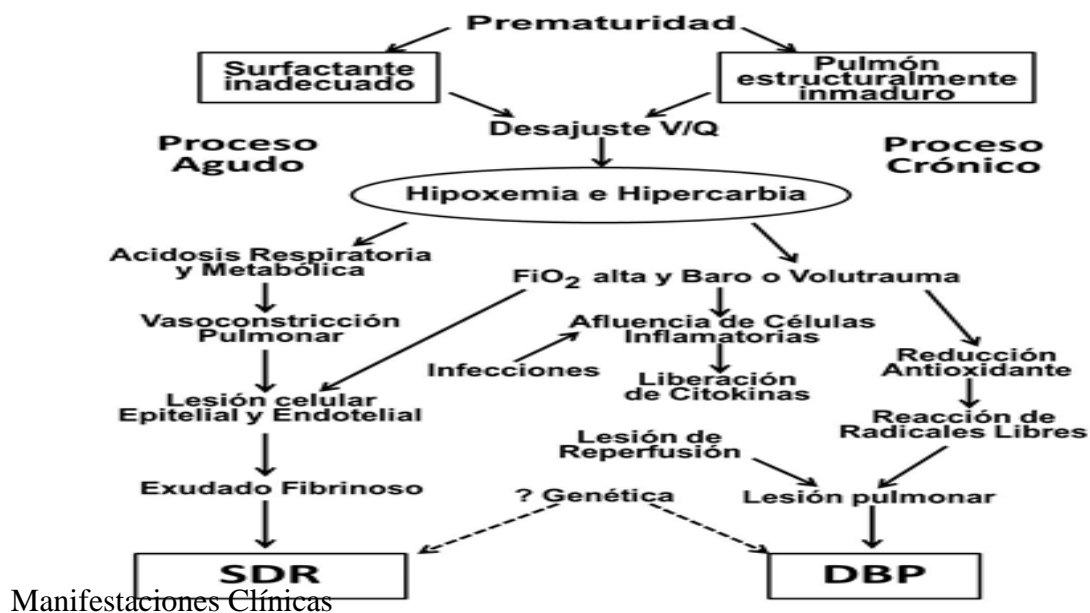 Prematuridad
Surfactante
inadecuado
Pulmón
estructuralmente
inmaduro
Desajuste V/Q
Proceso
Agudo
Proceso
Crónico
Hipoxemia e Hipercarbia
Acidosis Respiratoria
y Metabólica
FiO2 alta y Baro o Volutrauma
Vasoconstricción
Pulmonar
Afluencia de Células
Inflamatorias
Infecciones
Reducción
Antioxidante
Liberación
de Citokinas
Lesión celular
Epitelial y Endotelial
Reacción de
Radicales Libres
Lesión de
Reperfusión
Exudado Fibrinoso
? Genética
Lesión pulmonar
SDR
DBP
Manifestaciones Clínicas